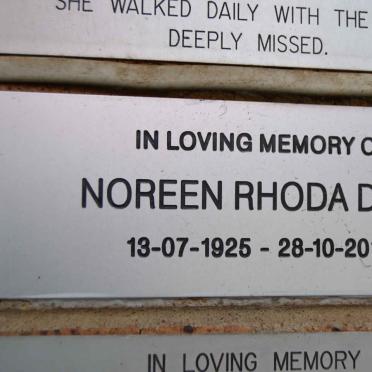 SHE WALKED DAILY WITH THE
DEEPLY MISSED.
IN LOVING MEMORY
NOREEN RHODA
13-07-1925 - 28-10-20
IN LOVING MEMORY